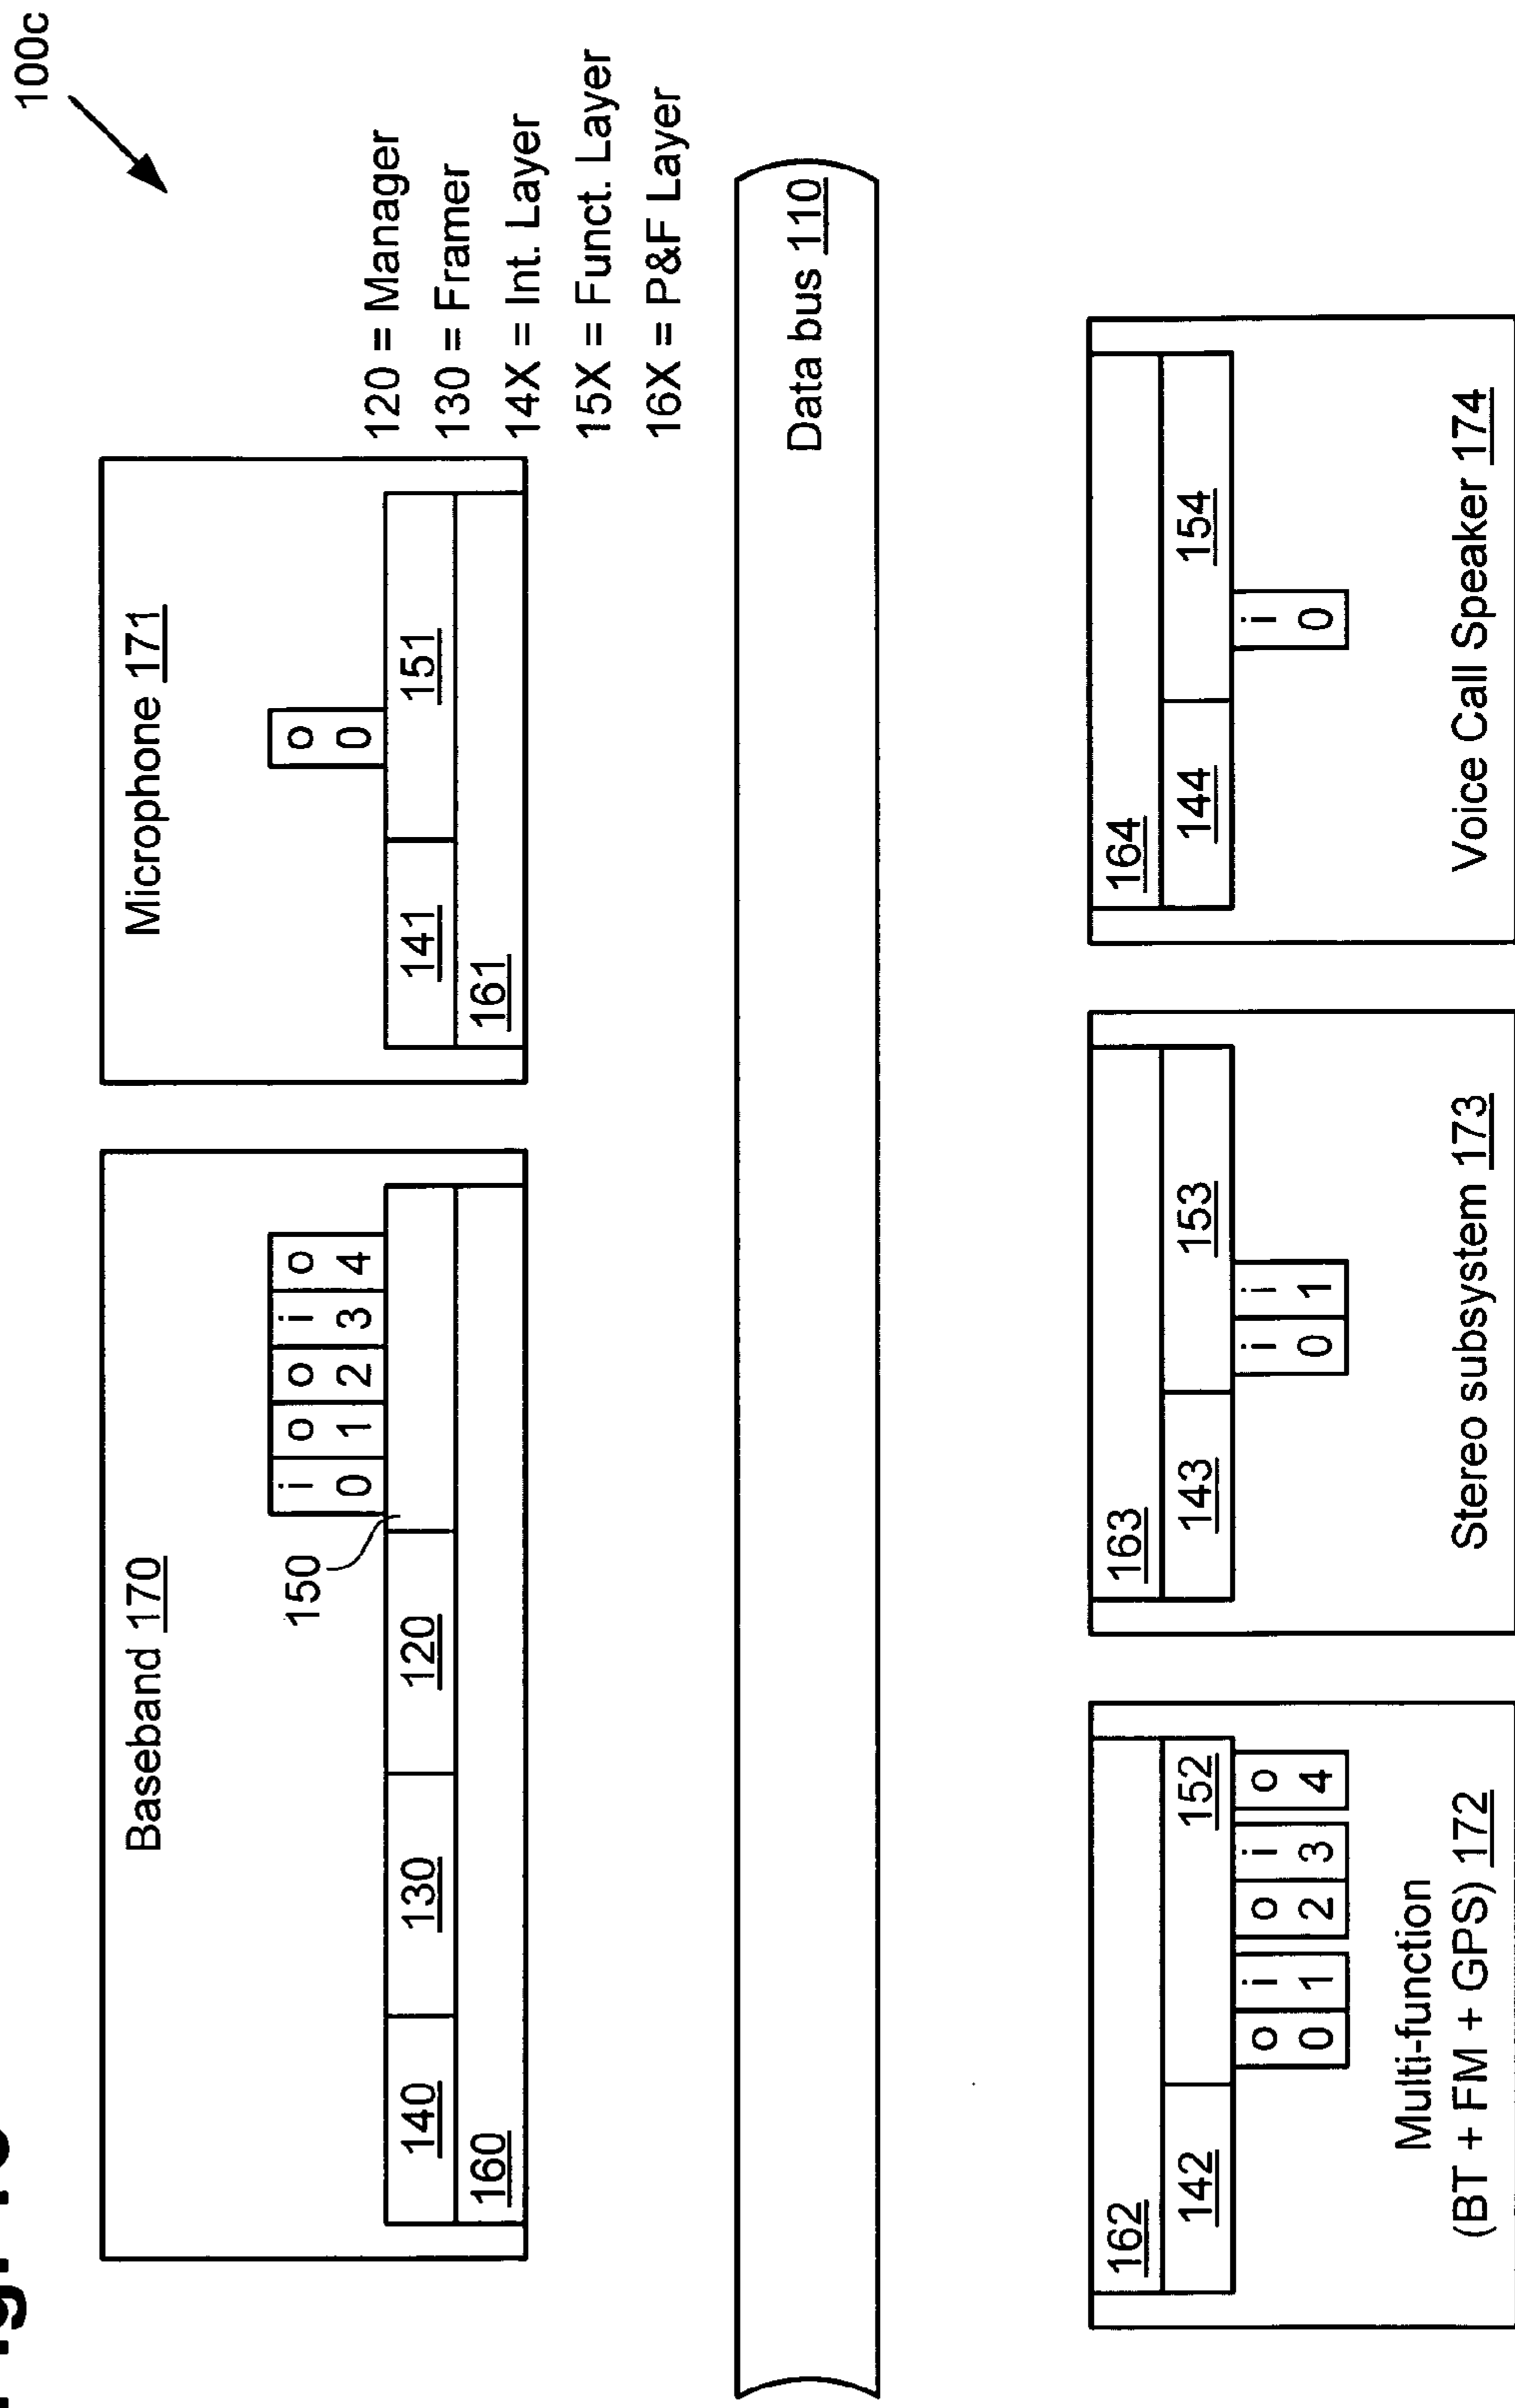 100c
Baseband 170
150
i o o i o
0 1 2 3 4
140 130 120
160
Microphone 171
o
0
141 151
161
120 = Manager
130 = Framer
14X = Int. Layer
15X = Funct. Layer
16X = P&F Layer
Data bus 110
162
142 152
o i o i o
0 1 2 3 4
Multi-function
(BT + FM + GPS) 172
163
143 153
i i
0 1
Stereo subsystem 173
164
144 154
i
0
Voice Call Speaker 174